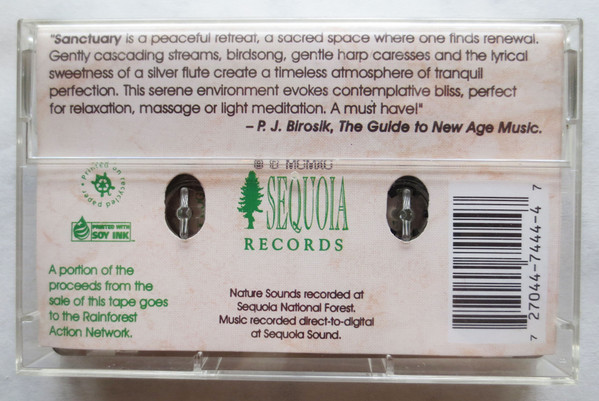 "Sanctuary is a peaceful retreat, a sacred space where one finds renewal.
Gently cascading streams, birdsong, gentle harp caresses and the lyrical
sweetness of a silver flute create a timeless atmosphere of tranquil
perfection. This serene environment evokes contemplative bliss, perfect
for relaxation, massage or light meditation. A must have!"
– P. J. Birosik, The Guide to New Age Music.
Printed on recycled paper
PRINTED WITH
SOY INK
SEQUOIA
RECORDS
A portion of the
proceeds from the
sale of this tape goes
to the Rainforest
Action Network.
Nature Sounds recorded at
Sequoia National Forest.
Music recorded direct-to-digital
at Sequoia Sound.
7 27044-7444-4 7